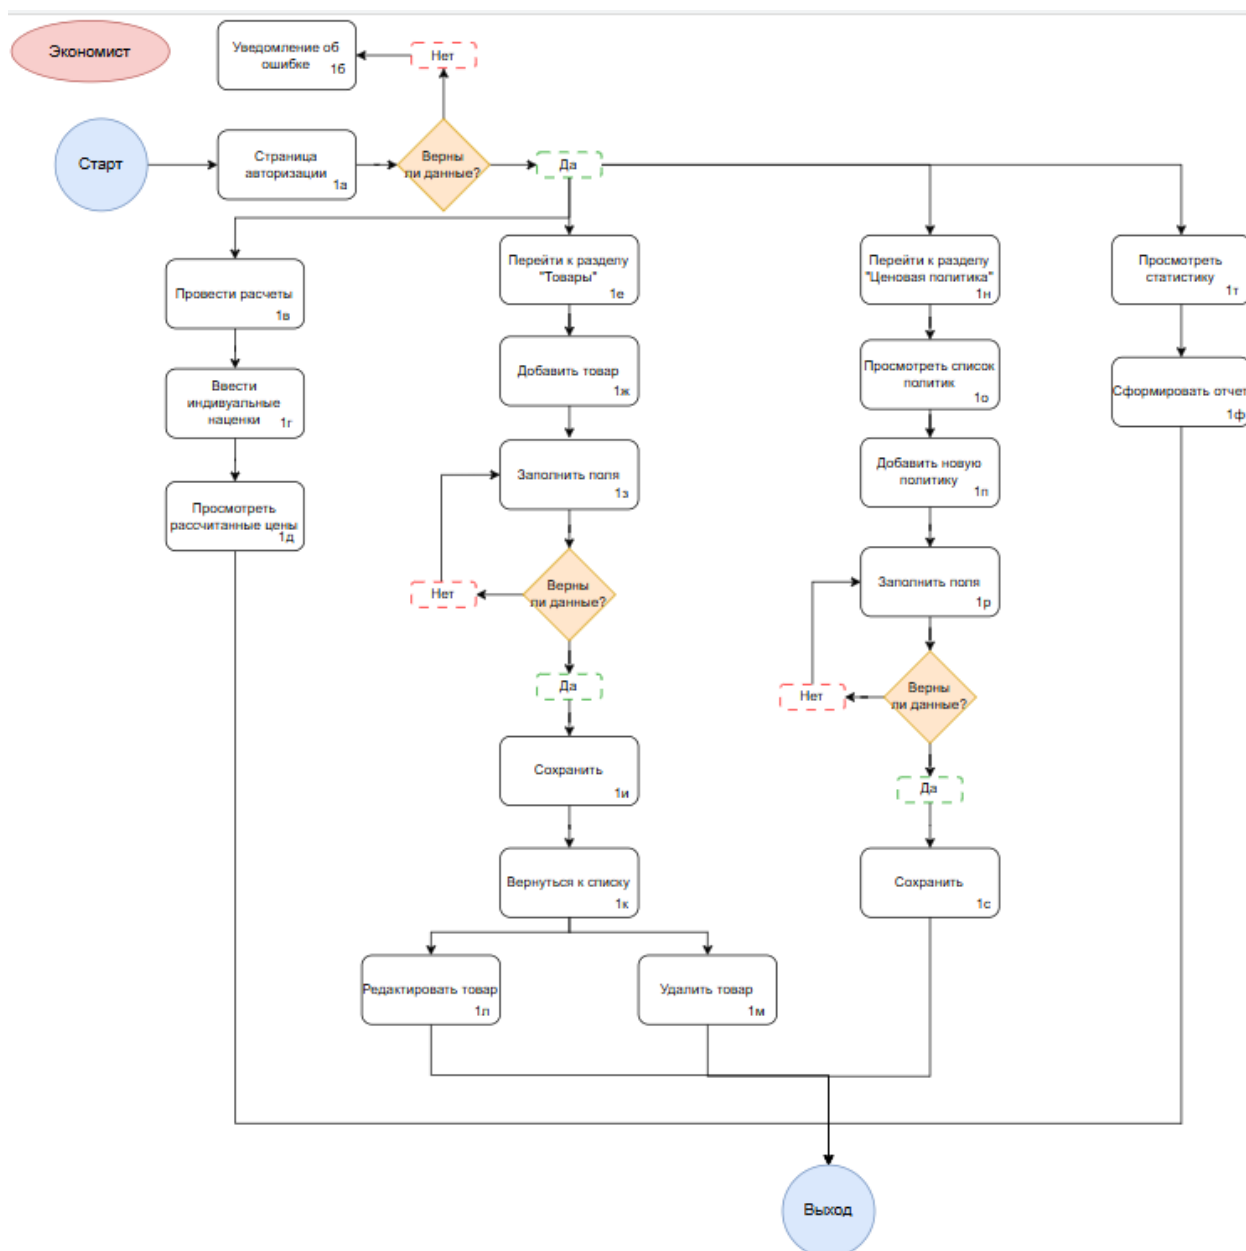 Экономист
Уведомление об
ошибке
1б
Нет
Старт
Страница
авторизации
1а
Верны
ли данные?
Да
Провести расчеты
1в
Ввести
индивуальные
наценки
1г
Просмотреть
рассчитанные цены
1д
Перейти к разделу
"Товары"
1е
Добавить товар
1ж
Заполнить поля
1з
Верны
ли данные?
Нет
Да
Сохранить
1и
Вернуться к списку
1к
Редактировать товар
1л
Удалить товар
1м
Перейти к разделу
"Ценовая политика"
1н
Просмотреть список
политик
1о
Добавить новую
политику
1п
Заполнить поля
1р
Верны
ли данные?
Нет
Да
Сохранить
1с
Просмотреть
статистику
1т
Сформировать отчет
1ф
Выход